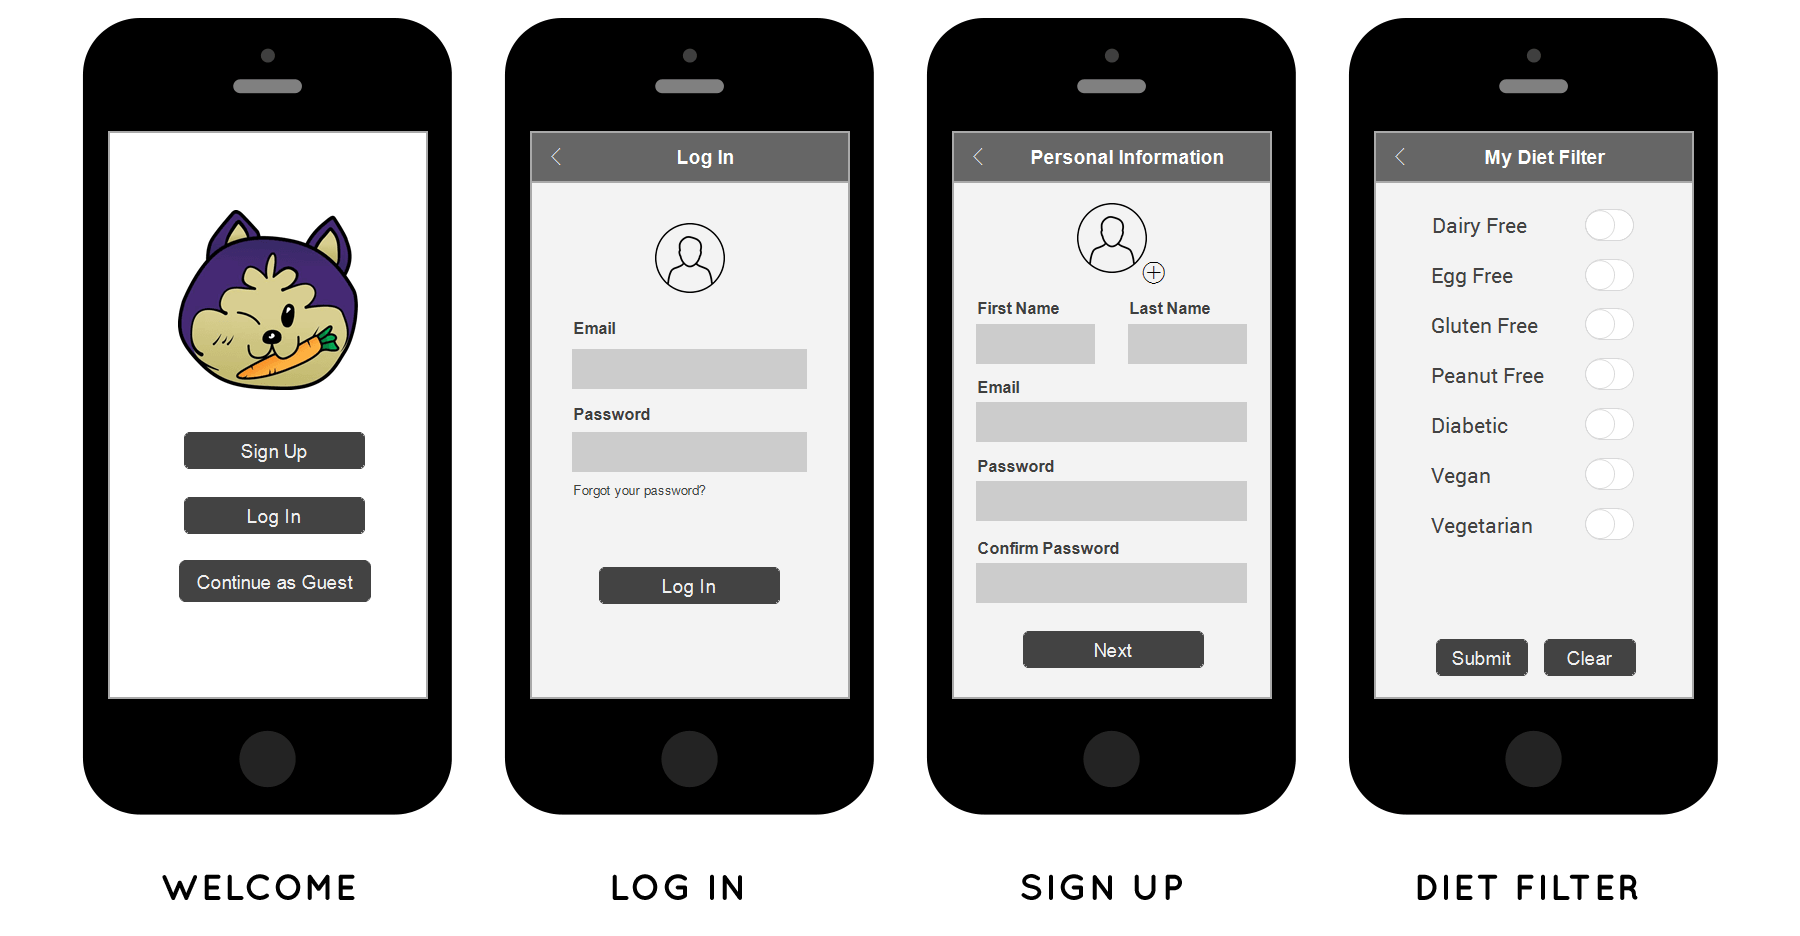 Sign Up
Log In
Continue as Guest
WELCOME
Log In
Email
Password
Forgot your password?
Log In
LOG IN
Personal Information
First Name Last Name
Email
Password
Confirm Password
Next
SIGN UP
My Diet Filter
Dairy Free
Egg Free
Gluten Free
Peanut Free
Diabetic
Vegan
Vegetarian
Submit Clear
DIET FILTER